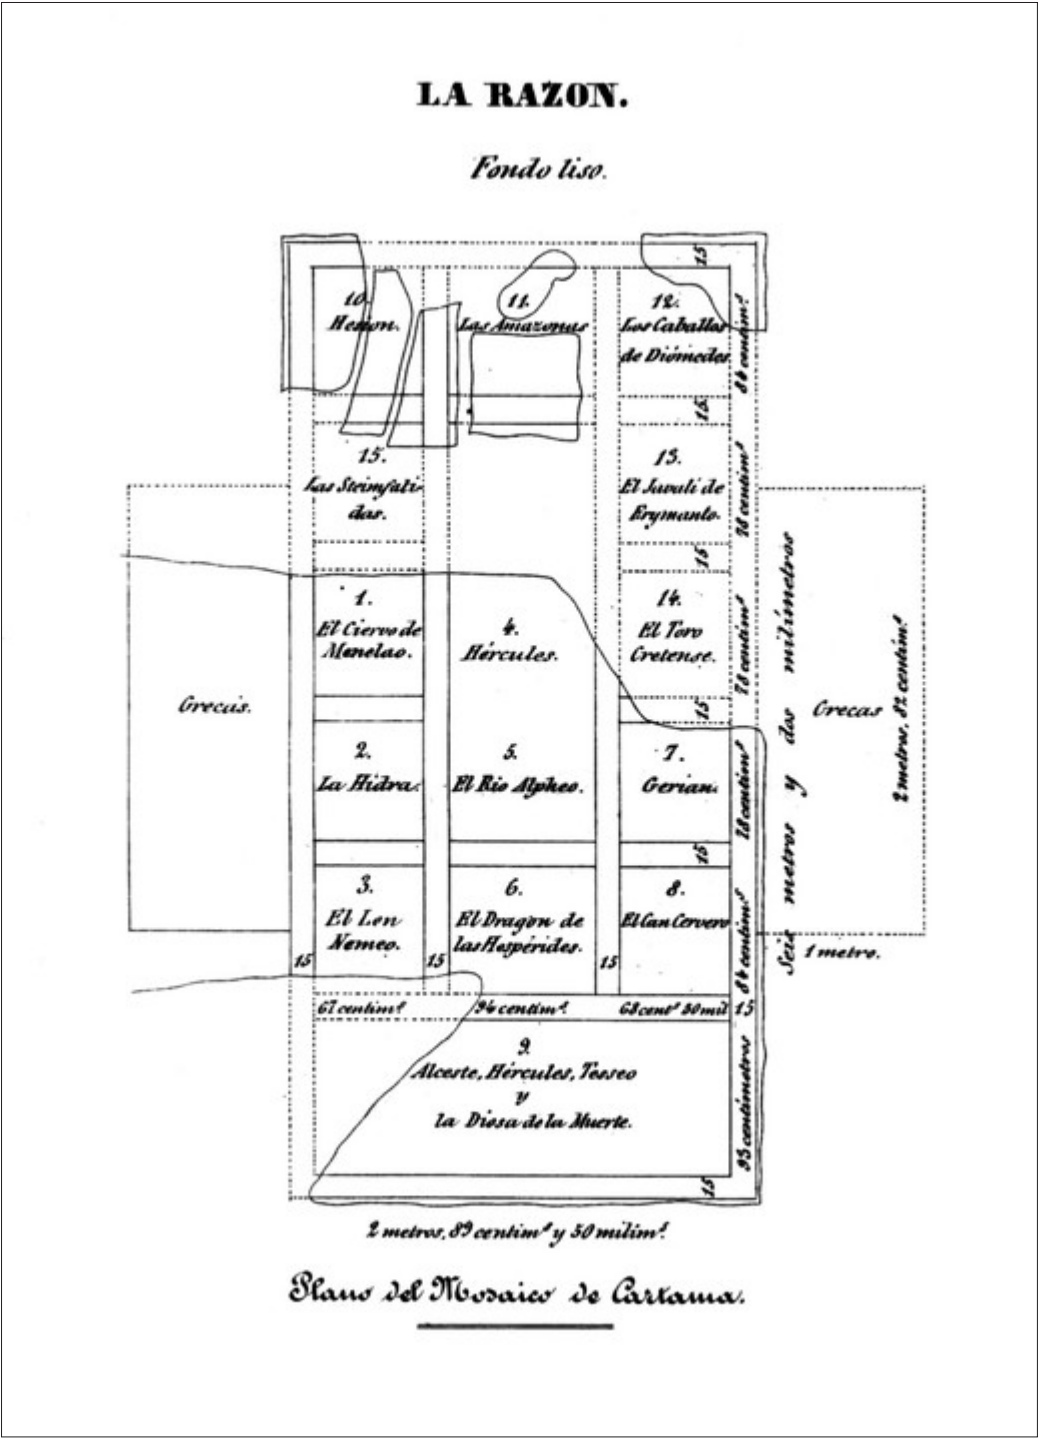 LA RAZON.
Fondo liso.
15
10.
Hesion.
11.
Las Amazonas
12.
Los Caballos
de Diómedes
84 centim.s
15
15.
Las Steimfali-
das.
13.
El Javalí de
Erymanto.
78 centim.s
15
1.
El Ciervo de
Menelao.
4.
Hércules.
14.
El Toro
Cretense.
78 centim.s
15
Grecas.
Grecas
2 metros, 82 centim.s
Seis metros y dos milímetros
2.
La Hidra.
5.
El Rio Alpheo.
7.
Gerian.
78 centim.s
15
3.
El Leon
Nemeo.
6.
El Dragon de
las Hespérides.
8.
El Can Cervero
84 centim.s
1 metro.
15
15
15
67 centim.s
94 centim.s
68 cent.s 50 mil
15
9.
Alceste, Hércules, Tesseo
y
la Diosa de la Muerte.
93 centímetros
15
2 metros, 89 centim.s y 50 milím.s
Plano del Mosaico de Cartama.